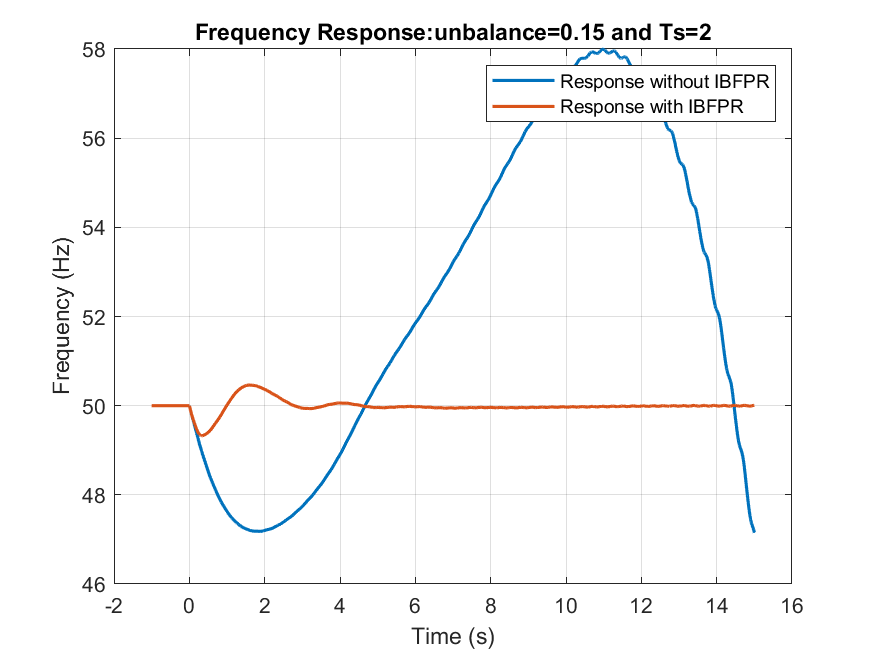 Frequency Response:unbalance=0.15 and Ts=2
58
Response without IBFPR
Response with IBFPR
56
54
52
50
48
46
Frequency (Hz)
-2 0 2 4 6 8 10 12 14 16
Time (s)